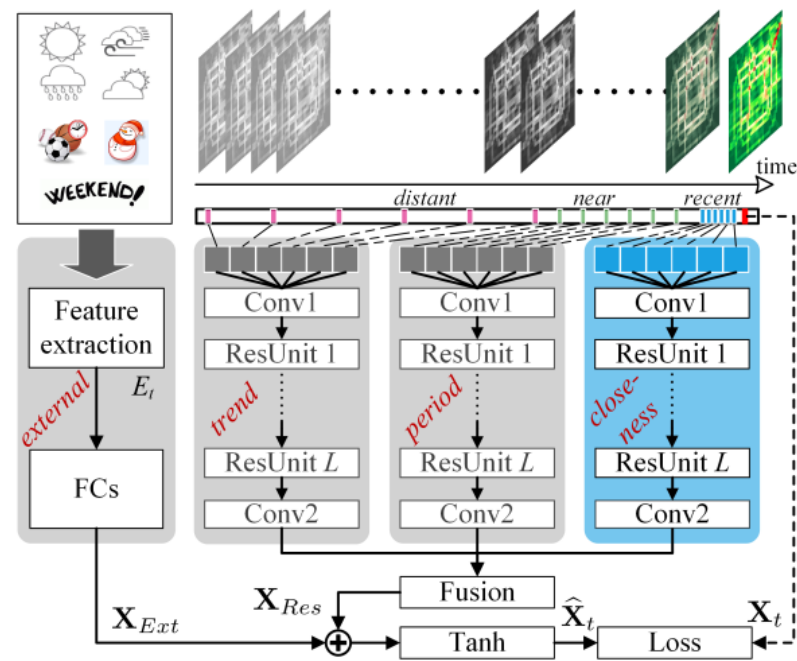 WEEKEND!
time
distant near recent
Feature
extraction
E_t
external
FCs
Conv1
ResUnit 1
trend
ResUnit L
Conv2
Conv1
ResUnit 1
period
ResUnit L
Conv2
Conv1
ResUnit 1
close-
ness
ResUnit L
Conv2
Fusion
X_Res
X_Ext
Tanh
X̂_t
Loss
X_t